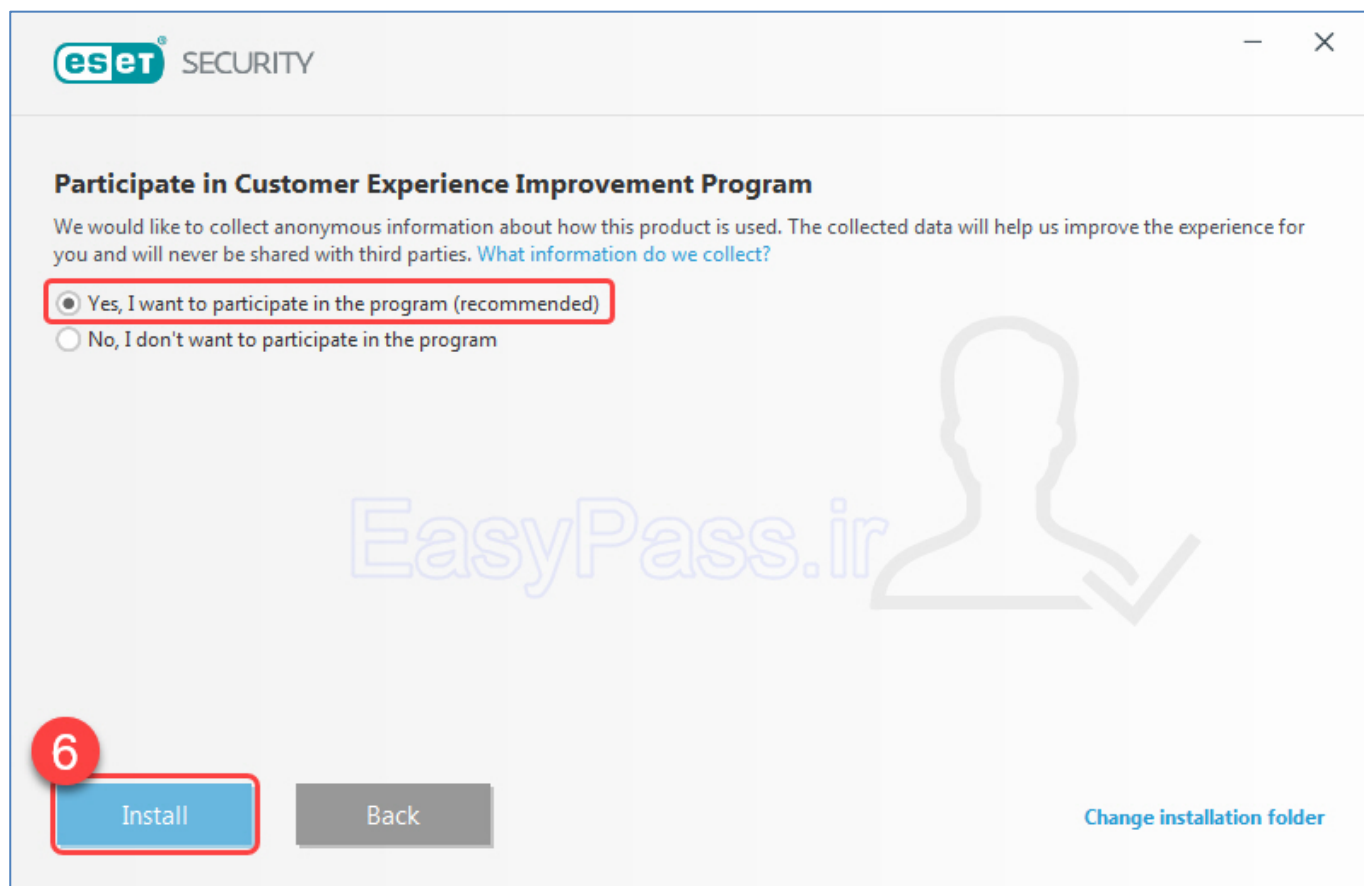 eseT® SECURITY
Participate in Customer Experience Improvement Program
We would like to collect anonymous information about how this product is used. The collected data will help us improve the experience for
you and will never be shared with third parties. What information do we collect?
Yes, I want to participate in the program (recommended)
No, I don't want to participate in the program
EasyPass.ir
6
Install
Back
Change installation folder